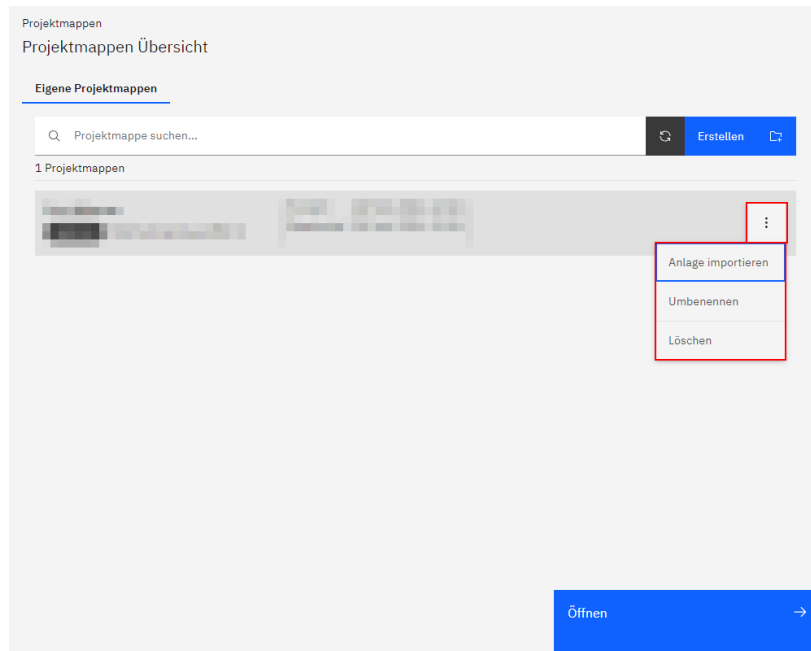 Projektmappen
Projektmappen Übersicht
Eigene Projektmappen
Projektmappe suchen...
Erstellen
1 Projektmappen
Anlage importieren
Umbenennen
Löschen
Öffnen